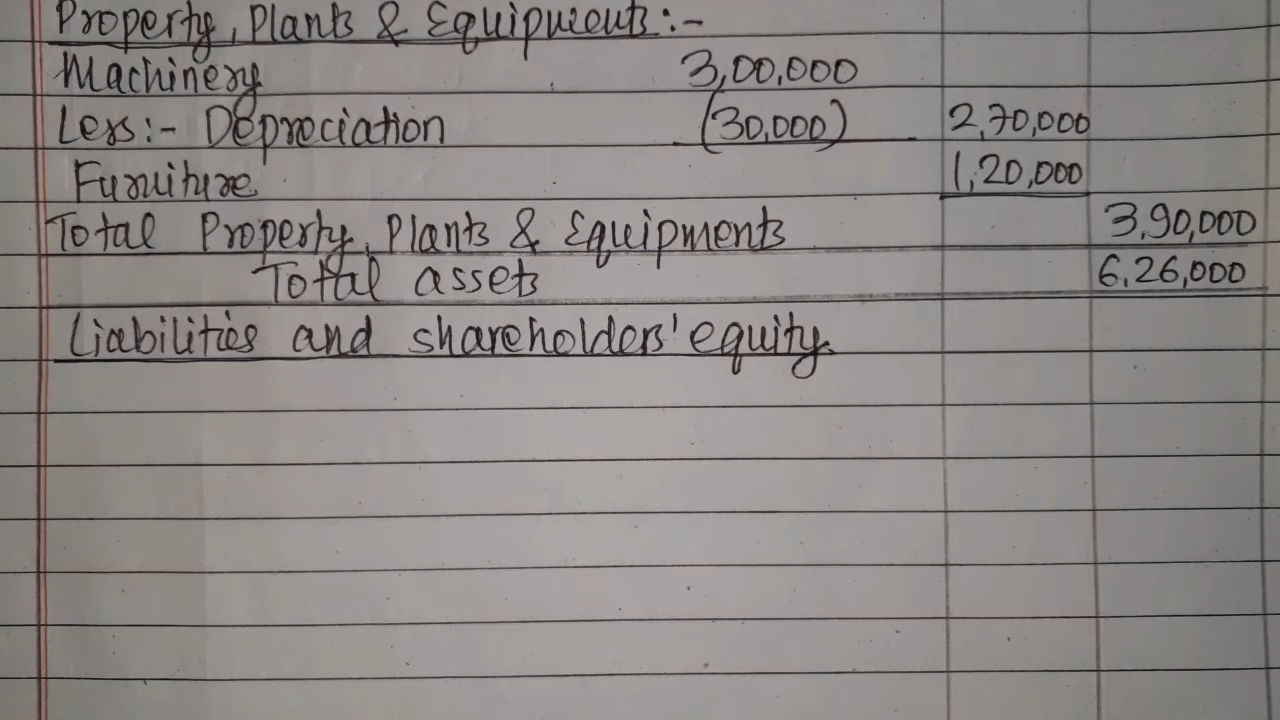 Property, Plants & Equipments:-
Machinery 3,00,000
Less:- Depreciation (30,000) 2,70,000
Furniture 1,20,000
Total Property, Plants & Equipments 3,90,000
Total assets 6,26,000
Liabilities and shareholders' equity